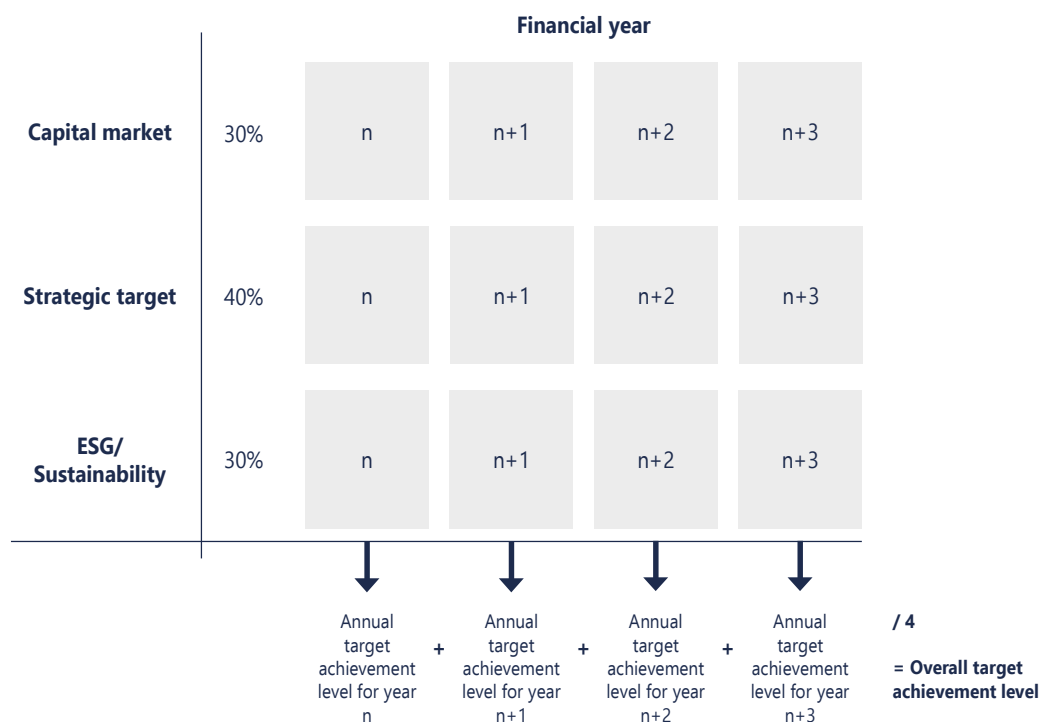 Financial year
Capital market 30% n n+1 n+2 n+3
Strategic target 40% n n+1 n+2 n+3
ESG/
Sustainability
30% n n+1 n+2 n+3
Annual
target
achievement
level for year
n
+
Annual
target
achievement
level for year
n+1
+
Annual
target
achievement
level for year
n+2
+
Annual
target
achievement
level for year
n+3
/ 4
= Overall target
achievement level